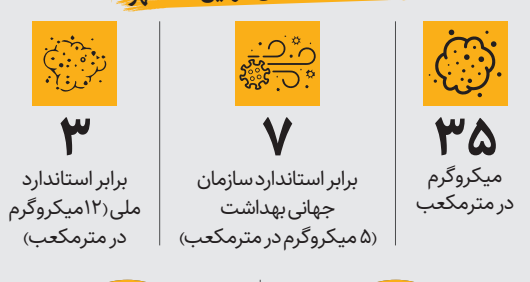 ۳۵
میکروگرم
در مترمکعب
۷
برابر استاندارد سازمان
جهانی بهداشت
(۵ میکروگرم در مترمکعب)
۳
برابر استاندارد
ملی (۱۲میکروگرم
در مترمکعب)